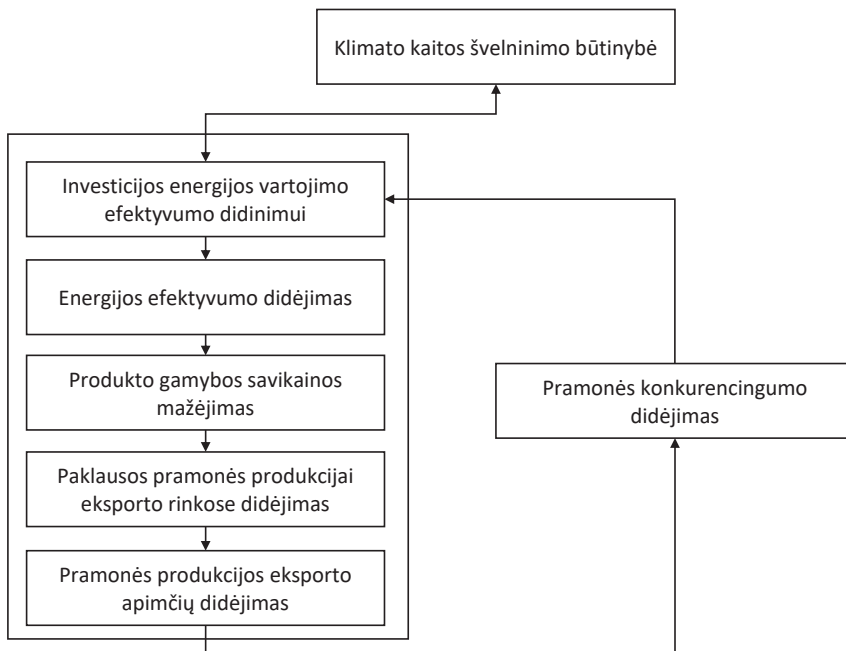 Klimato kaitos švelninimo būtinybė
Investicijos energijos vartojimo
efektyvumo didinimui
Energijos efektyvumo didėjimas
Produkto gamybos savikainos
mažėjimas
Pramonės konkurencingumo
didėjimas
Paklausos pramonės produkcijai
eksporto rinkose didėjimas
Pramonės produkcijos eksporto
apimčių didėjimas